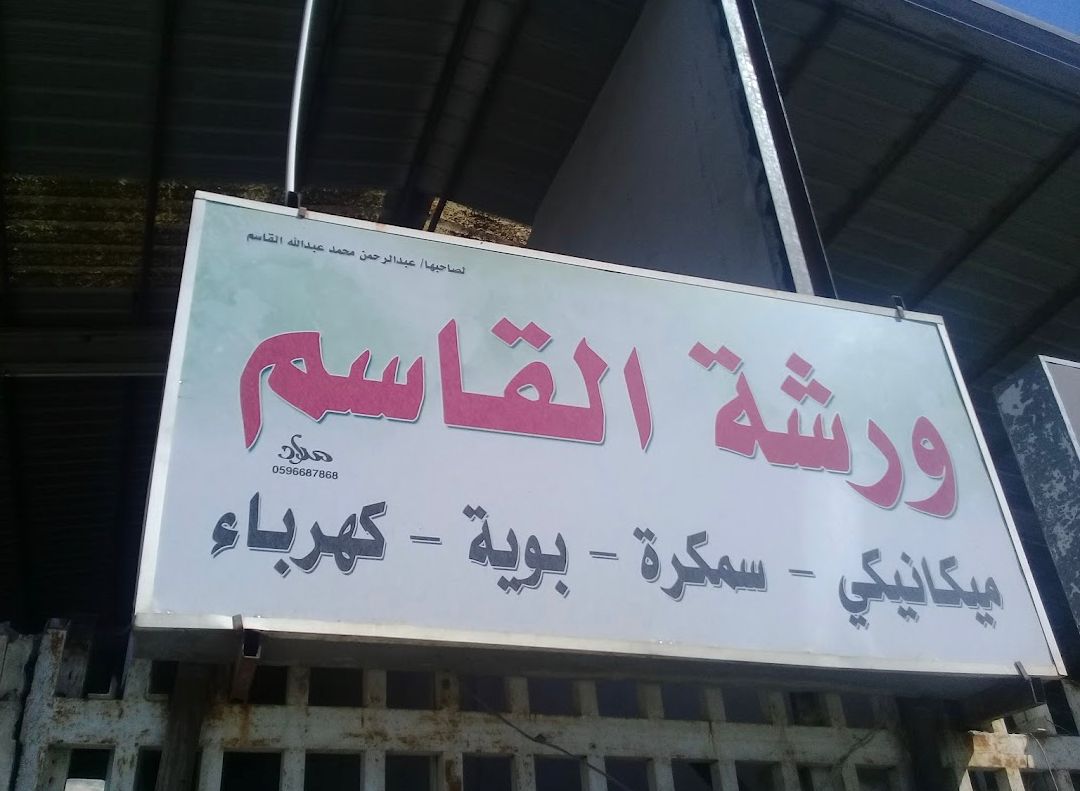 لصاحبها/ عبدالرحمن محمد عبدالله القاسم
ورشة القاسم
0596687868
ميكانيكي - سمكرة - بوية - كهرباء